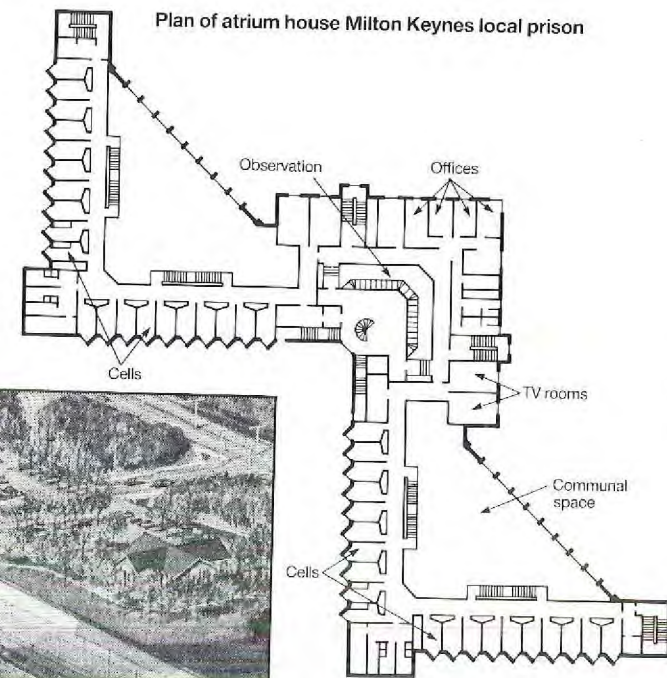 Plan of atrium house Milton Keynes local prison
Observation
Offices
Cells
TV rooms
Communal
space
Cells